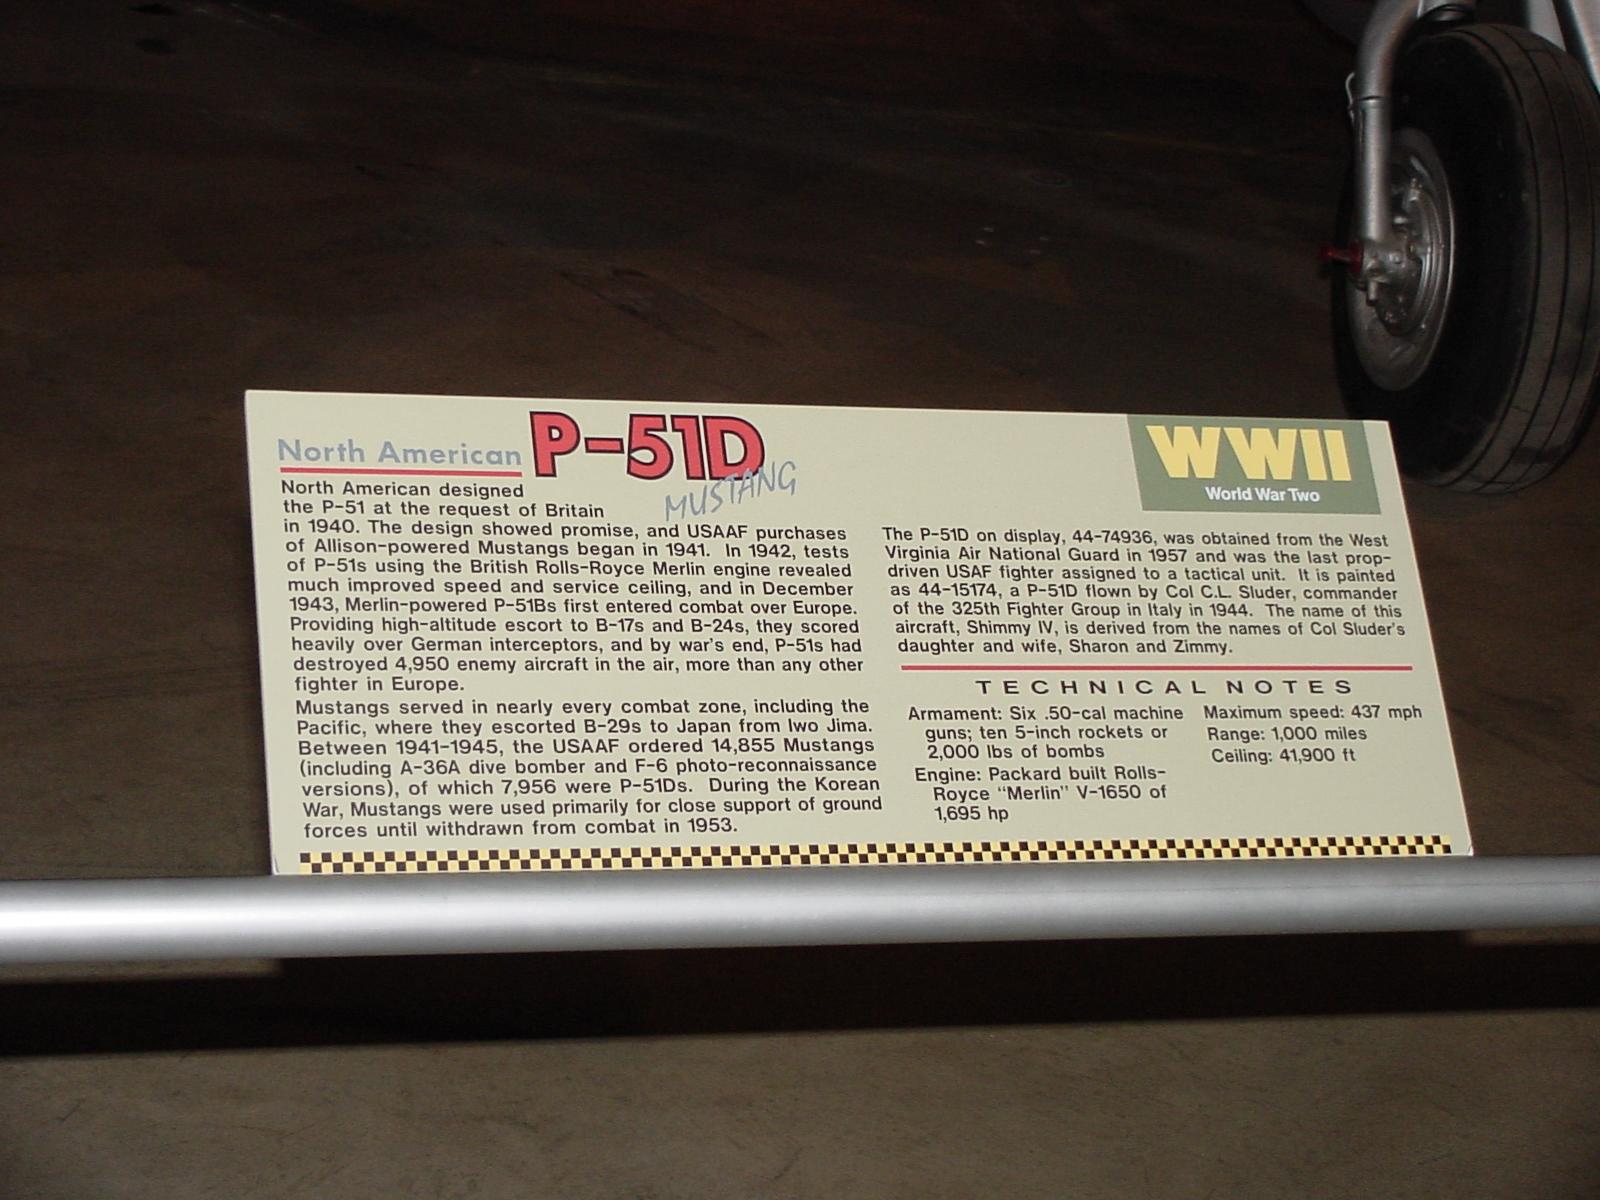 North American P-51D
MUSTANG
North American designed
the P-51 at the request of Britain
in 1940. The design showed promise, and USAAF purchases
of Allison-powered Mustangs began in 1941. In 1942, tests
of P-51s using the British Rolls-Royce Merlin engine revealed
much improved speed and service ceiling, and in December
1943, Merlin-powered P-51Bs first entered combat over Europe.
Providing high-altitude escort to B-17s and B-24s, they scored
heavily over German interceptors, and by war's end, P-51s had
destroyed 4,950 enemy aircraft in the air, more than any other
fighter in Europe.
Mustangs served in nearly every combat zone, including the
Pacific, where they escorted B-29s to Japan from Iwo Jima.
Between 1941-1945, the USAAF ordered 14,855 Mustangs
(including A-36A dive bomber and F-6 photo-reconnaissance
versions), of which 7,956 were P-51Ds. During the Korean
War, Mustangs were used primarily for close support of ground
forces until withdrawn from combat in 1953.
WWII
World War Two
The P-51D on display, 44-74936, was obtained from the West
Virginia Air National Guard in 1957 and was the last prop-
driven USAF fighter assigned to a tactical unit. It is painted
as 44-15174, a P-51D flown by Col C.L. Sluder, commander
of the 325th Fighter Group in Italy in 1944. The name of this
aircraft, Shimmy IV, is derived from the names of Col Sluder's
daughter and wife, Sharon and Zimmy.
TECHNICAL NOTES
Armament: Six .50-cal machine
guns; ten 5-inch rockets or
2,000 lbs of bombs
Engine: Packard built Rolls-
Royce "Merlin" V-1650 of
1,695 hp
Maximum speed: 437 mph
Range: 1,000 miles
Ceiling: 41,900 ft